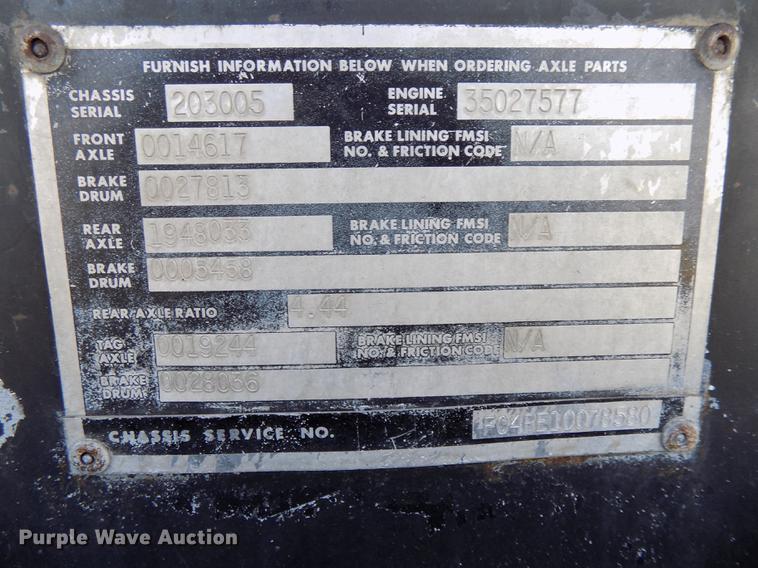 FURNISH INFORMATION BELOW WHEN ORDERING AXLE PARTS
CHASSIS SERIAL 203005 ENGINE SERIAL 35027577
FRONT AXLE 0014617 BRAKE LINING FMSI NO. & FRICTION CODE N/A
BRAKE DRUM 0027813
REAR AXLE 1948033 BRAKE LINING FMSI NO. & FRICTION CODE N/A
BRAKE DRUM 0005458
REAR AXLE RATIO 4.44
TAG AXLE 0019244 BRAKE LINING FMSI NO. & FRICTION CODE N/A
BRAKE DRUM 0028036
CHASSIS SERVICE NO.
Purple Wave Auction